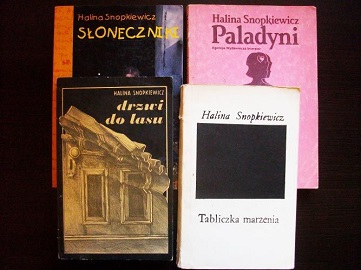 Halina Snopkiewicz
SŁONECZNIKI
Halina Snopkiewicz
Paladyni
HALINA SNOPKIEWICZ
drzwi
do lasu
Halina Snopkiewicz
Tabliczka marzenia